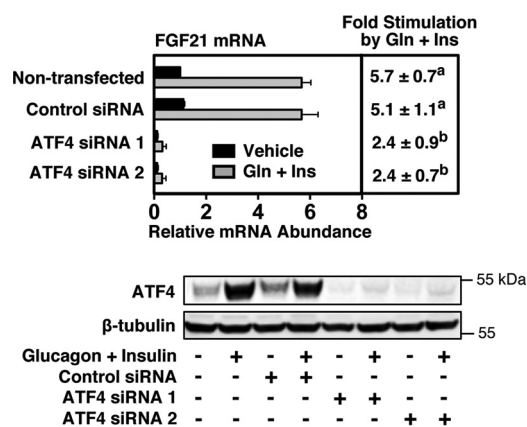 FGF21 mRNA
Fold Stimulation
by Gln + Ins
Non-transfected 5.7 ± 0.7a
Control siRNA 5.1 ± 1.1a
ATF4 siRNA 1 2.4 ± 0.9b
ATF4 siRNA 2 2.4 ± 0.7b
Vehicle
Gln + Ins
0 2 4 6 8
Relative mRNA Abundance
ATF4 55 kDa
β-tubulin 55
Glucagon + Insulin - + - + - + - +
Control siRNA - - + + - - - -
ATF4 siRNA 1 - - - - + + - -
ATF4 siRNA 2 - - - - - - + +